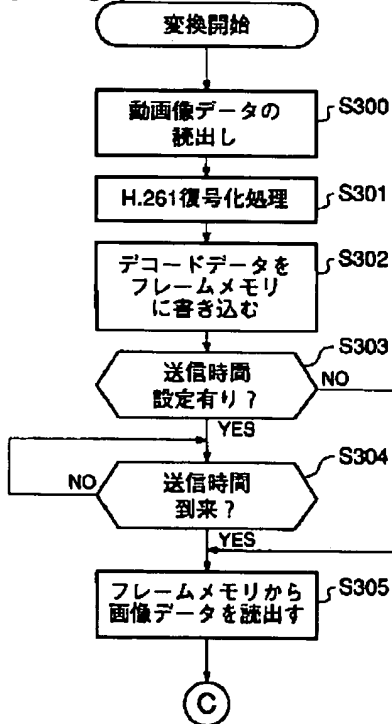 変換開始
動画像データの
読出し
S300
H.261復号化処理
S301
デコードデータを
フレームメモリ
に書き込む
S302
送信時間
設定有り?
S303
NO
YES
送信時間
到来?
S304
NO
YES
フレームメモリから
画像データを読出す
S305
C